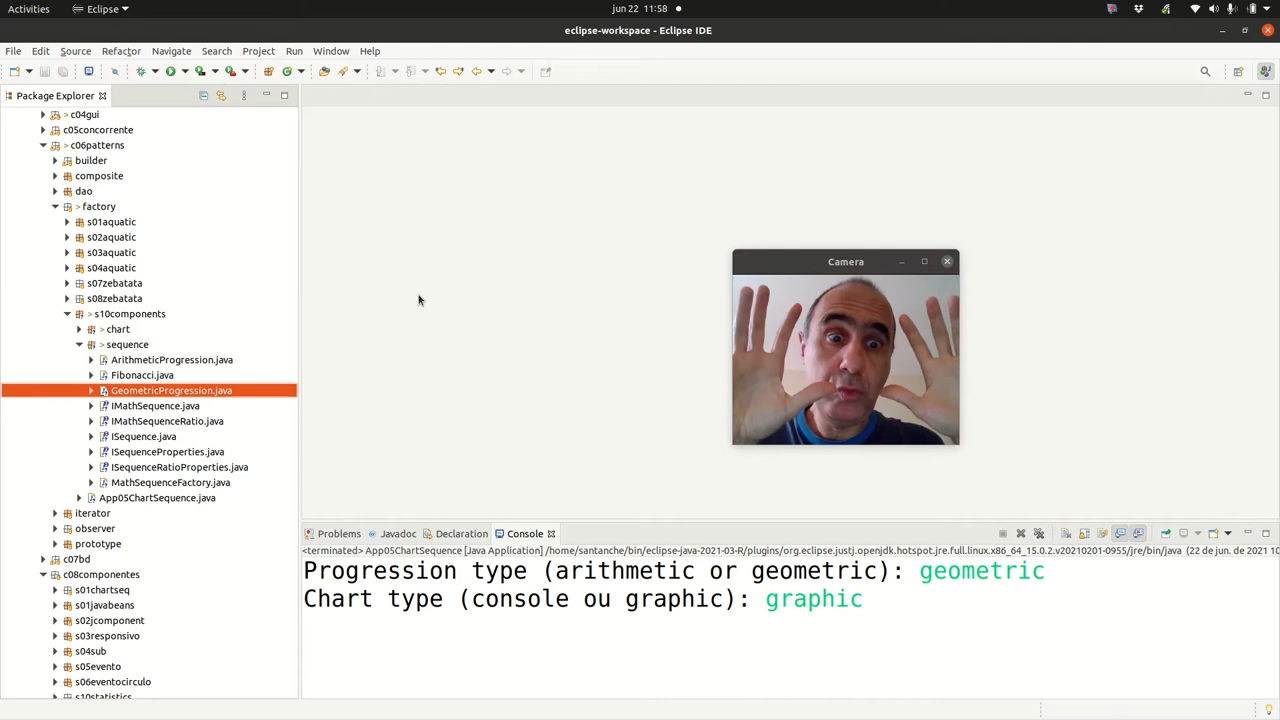 Activities Eclipse jun 22 11:58
eclipse-workspace - Eclipse IDE
File Edit Source Refactor Navigate Search Project Run Window Help
Package Explorer
> c04gui
c05concorrente
c06patterns
builder
composite
dao
> factory
s01aquatic
s02aquatic
s03aquatic
s04aquatic
s07zebatata
s08zebatata
> s10components
> chart
> sequence
ArithmeticProgression.java
Fibonacci.java
GeometricProgression.java
IMathSequence.java
IMathSequenceRatio.java
ISequence.java
ISequenceProperties.java
ISequenceRatioProperties.java
MathSequenceFactory.java
App05ChartSequence.java
iterator
observer
prototype
c07bd
c08componentes
s01chartseq
s01javabeans
s02jcomponent
s03responsivo
s04sub
s05evento
s06eventocirculo
s10statistics
Camera
Problems Javadoc Declaration Console
<terminated> App05ChartSequence [Java Application] /home/santanche/bin/eclipse-java-2021-03-R/plugins/org.eclipse.justj.openjdk.hotspot.jre.full.linux.x86_64_15.0.2.v20210201-0955/jre/bin/java (22 de jun. de 2021 10
Progression type (arithmetic or geometric): geometric
Chart type (console ou graphic): graphic